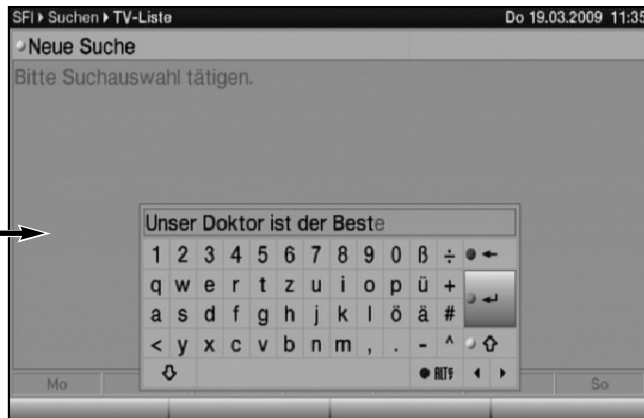 SFI ▸ Suchen ▸ TV-Liste Do 19.03.2009 11:35
Neue Suche
Bitte Suchauswahl tätigen.
Unser Doktor ist der Beste
1 2 3 4 5 6 7 8 9 0 ß ÷
q w e r t z u i o p ü +
a s d f g h j k l ö ä #
< y x c v b n m , . - ^
ALT
Mo So